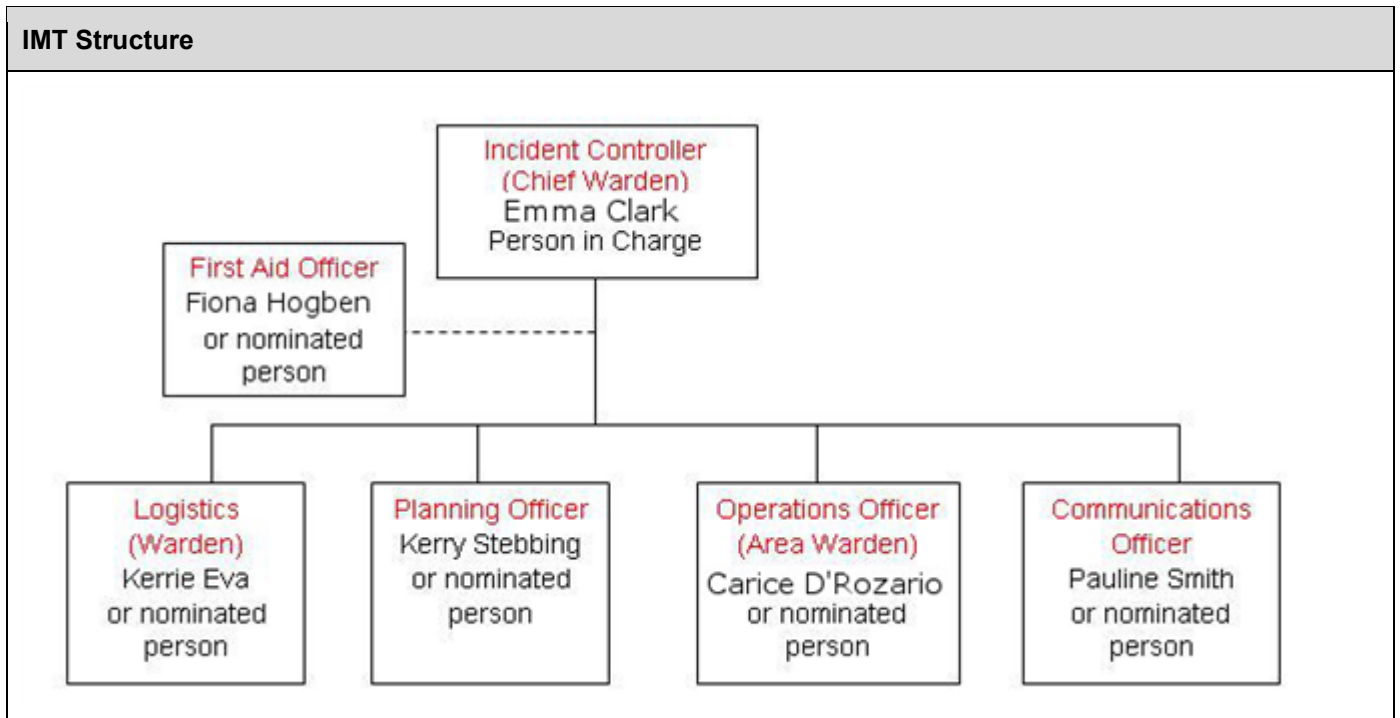 IMT Structure
Incident Controller
(Chief Warden)
Emma Clark
Person in Charge
First Aid Officer
Fiona Hogben
or nominated
person
Logistics
(Warden)
Kerrie Eva
or nominated
person
Planning Officer
Kerry Stebbing
or nominated
person
Operations Officer
(Area Warden)
Carice D'Rozario
or nominated
person
Communications
Officer
Pauline Smith
or nominated
person